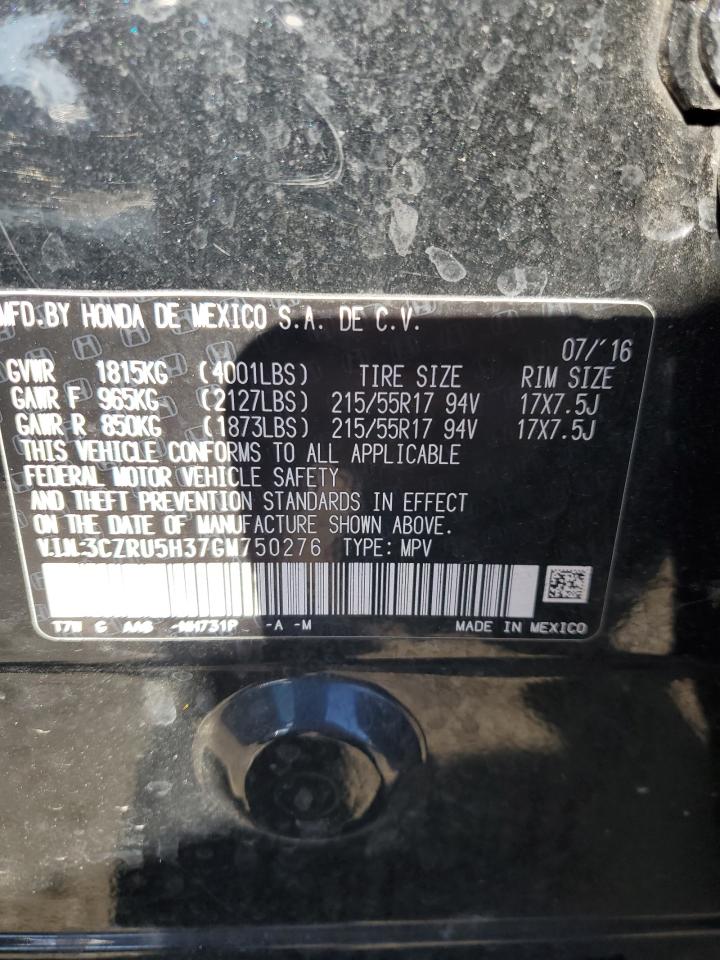 MFD.BY HONDA DE MEXICO S.A. DE C.V.
07/'16
GVWR 1815KG (4001LBS) TIRE SIZE RIM SIZE
GAWR F 965KG (2127LBS) 215/55R17 94V 17X7.5J
GAWR R 850KG (1873LBS) 215/55R17 94V 17X7.5J
THIS VEHICLE CONFORMS TO ALL APPLICABLE
FEDERAL MOTOR VEHICLE SAFETY
AND THEFT PREVENTION STANDARDS IN EFFECT
ON THE DATE OF MANUFACTURE SHOWN ABOVE.
V.I.N.3CZRU5H37GM750276 TYPE: MPV
T7W G AA6 -NH731P -A -M MADE IN MEXICO